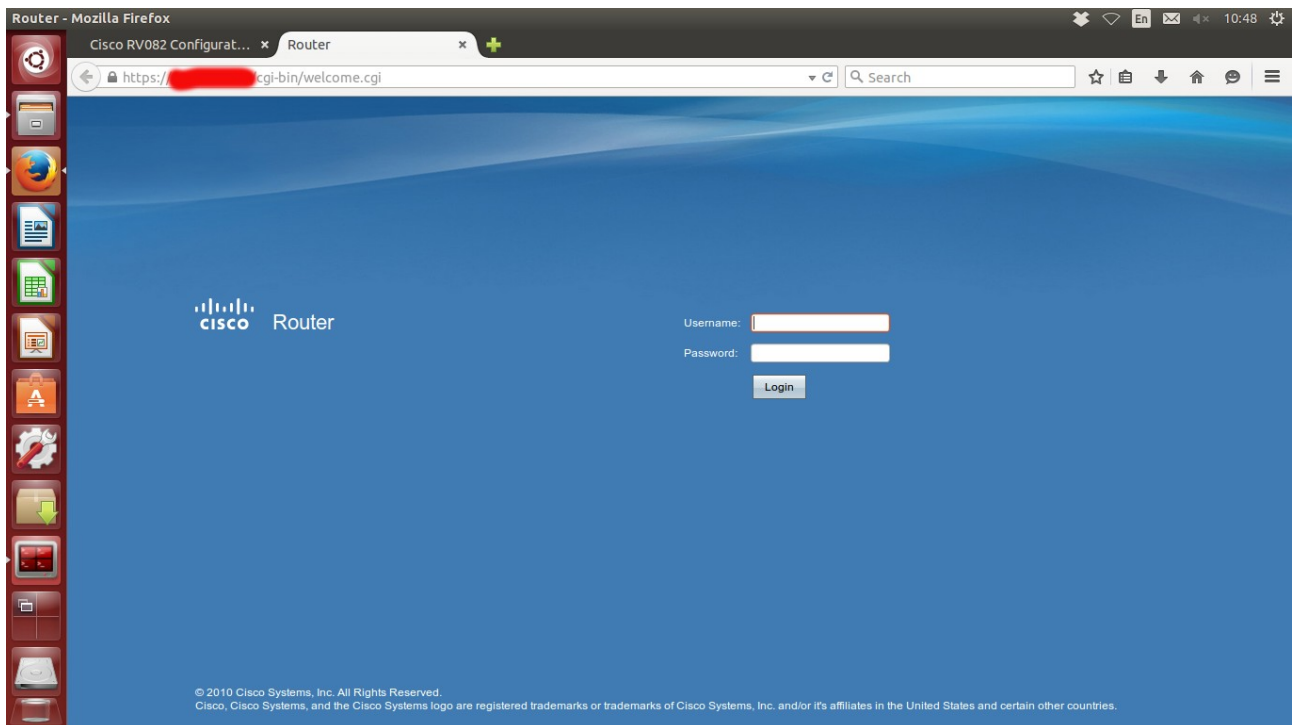 Router - Mozilla Firefox
En
10:48
Cisco RV082 Configurat...
Router
https://
cgi-bin/welcome.cgi
Search
CISCO Router
Username:
Password:
Login
© 2010 Cisco Systems, Inc. All Rights Reserved.
Cisco, Cisco Systems, and the Cisco Systems logo are registered trademarks or trademarks of Cisco Systems, Inc. and/or it's affiliates in the United States and certain other countries.